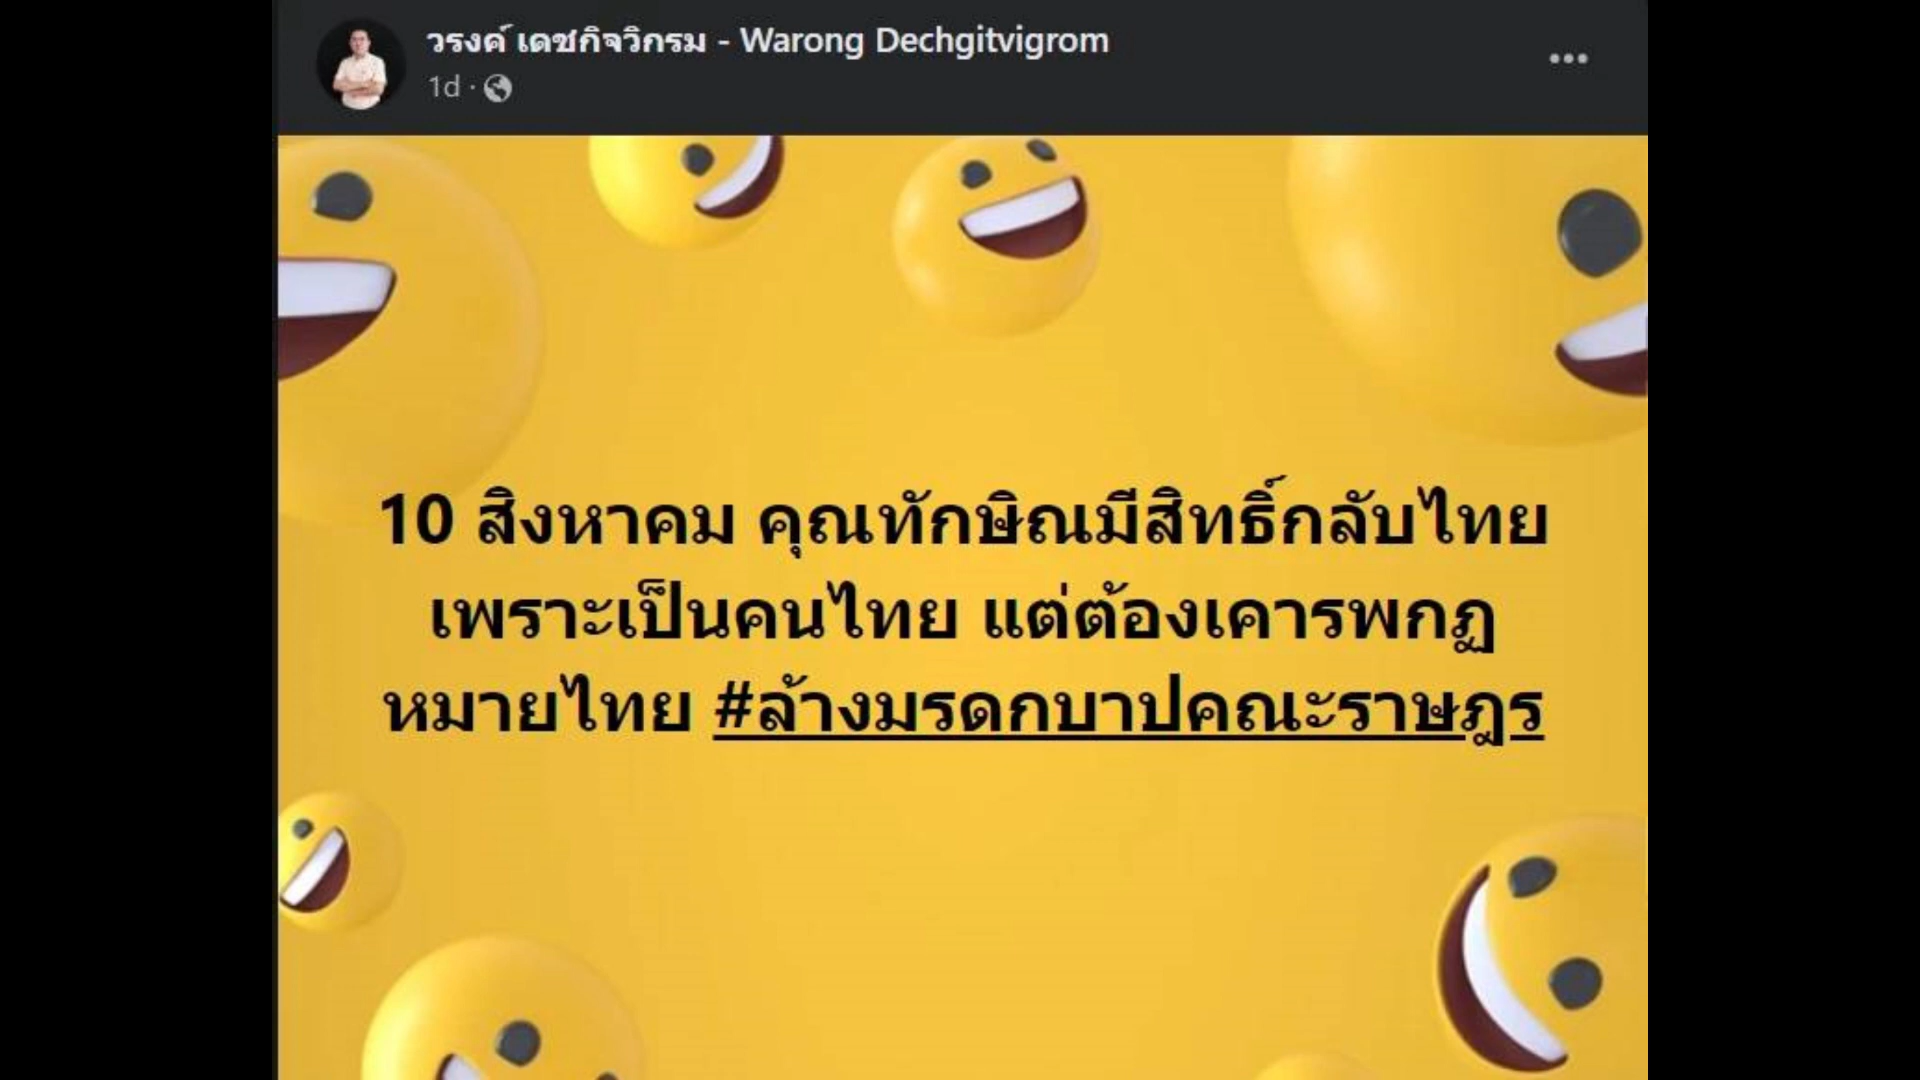 วรงค์ เดชกิจวิกรม - Warong Dechgitvigrom
1d ·
10 สิงหาคม คุณทักษิณมีสิทธิ์กลับไทย
เพราะเป็นคนไทย แต่ต้องเคารพกฏ
หมายไทย #ล้างมรดกบาปคณะราษฎร